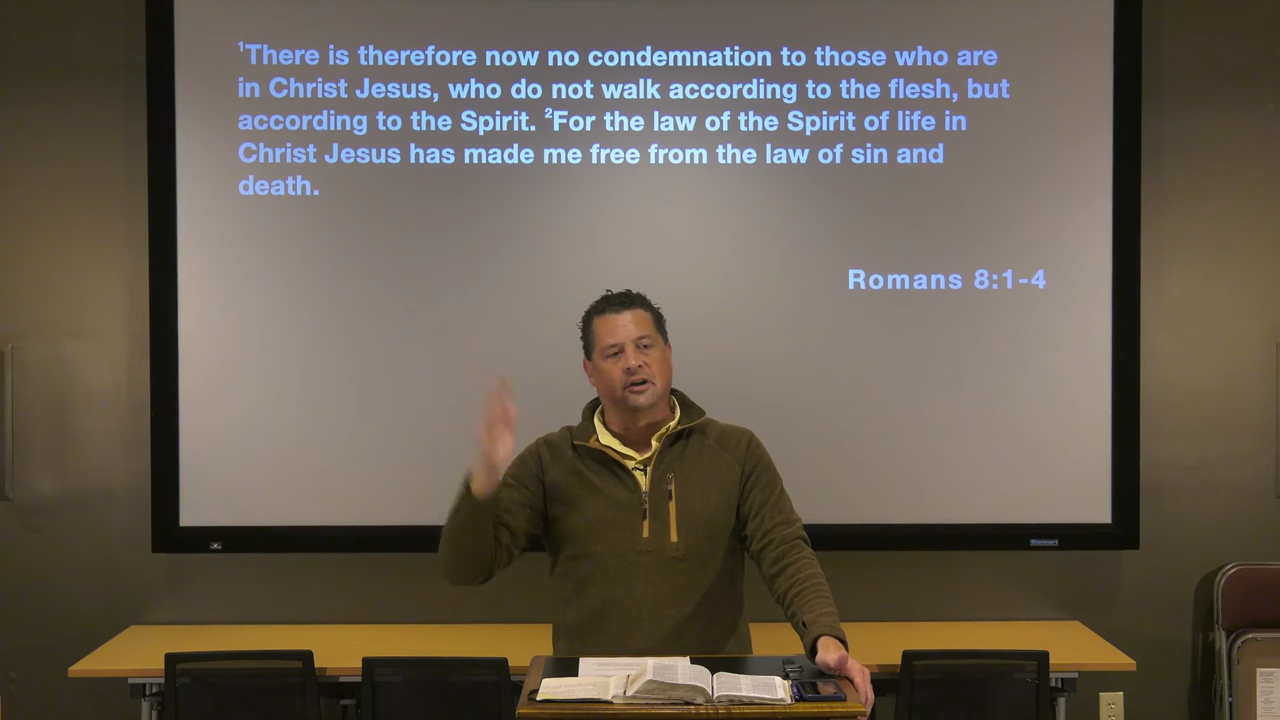 ¹There is therefore now no condemnation to those who are
in Christ Jesus, who do not walk according to the flesh, but
according to the Spirit. ²For the law of the Spirit of life in
Christ Jesus has made me free from the law of sin and
death.
Romans 8:1-4
Stewart